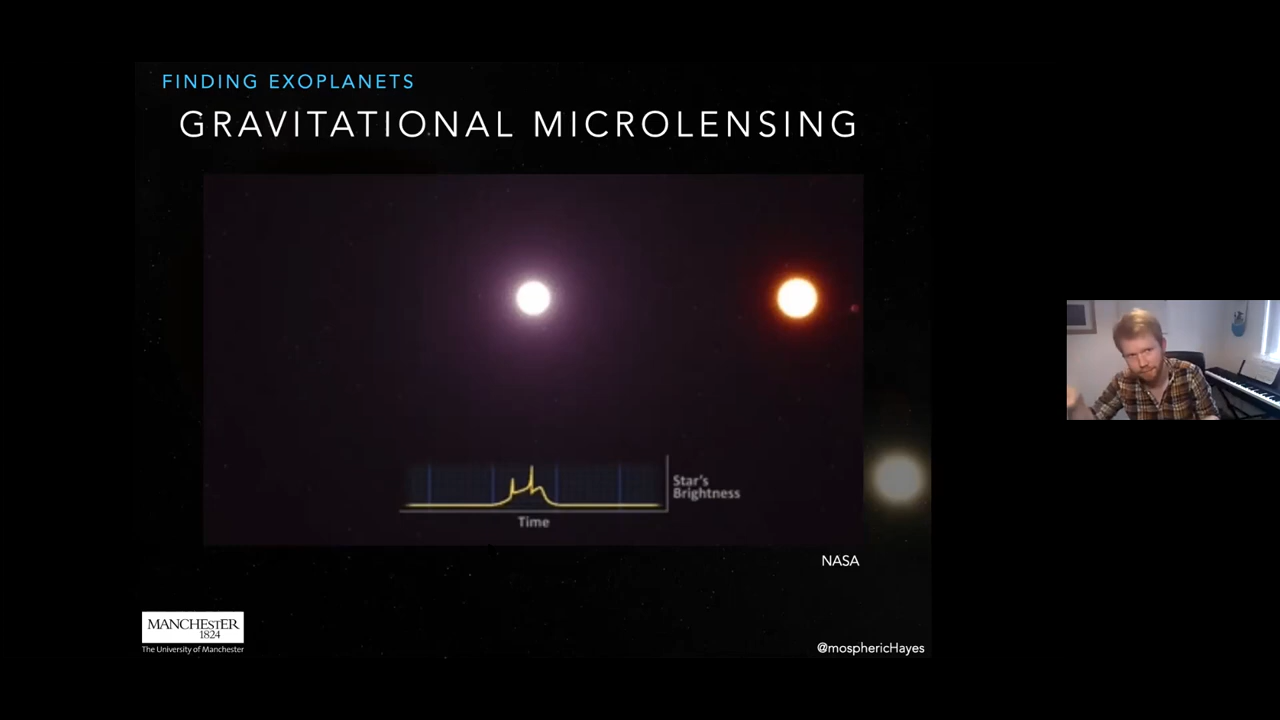 FINDING EXOPLANETS
GRAVITATIONAL MICROLENSING
Star's
Brightness
Time
NASA
MANCHESTER
1824
The University of Manchester
@mosphericHayes